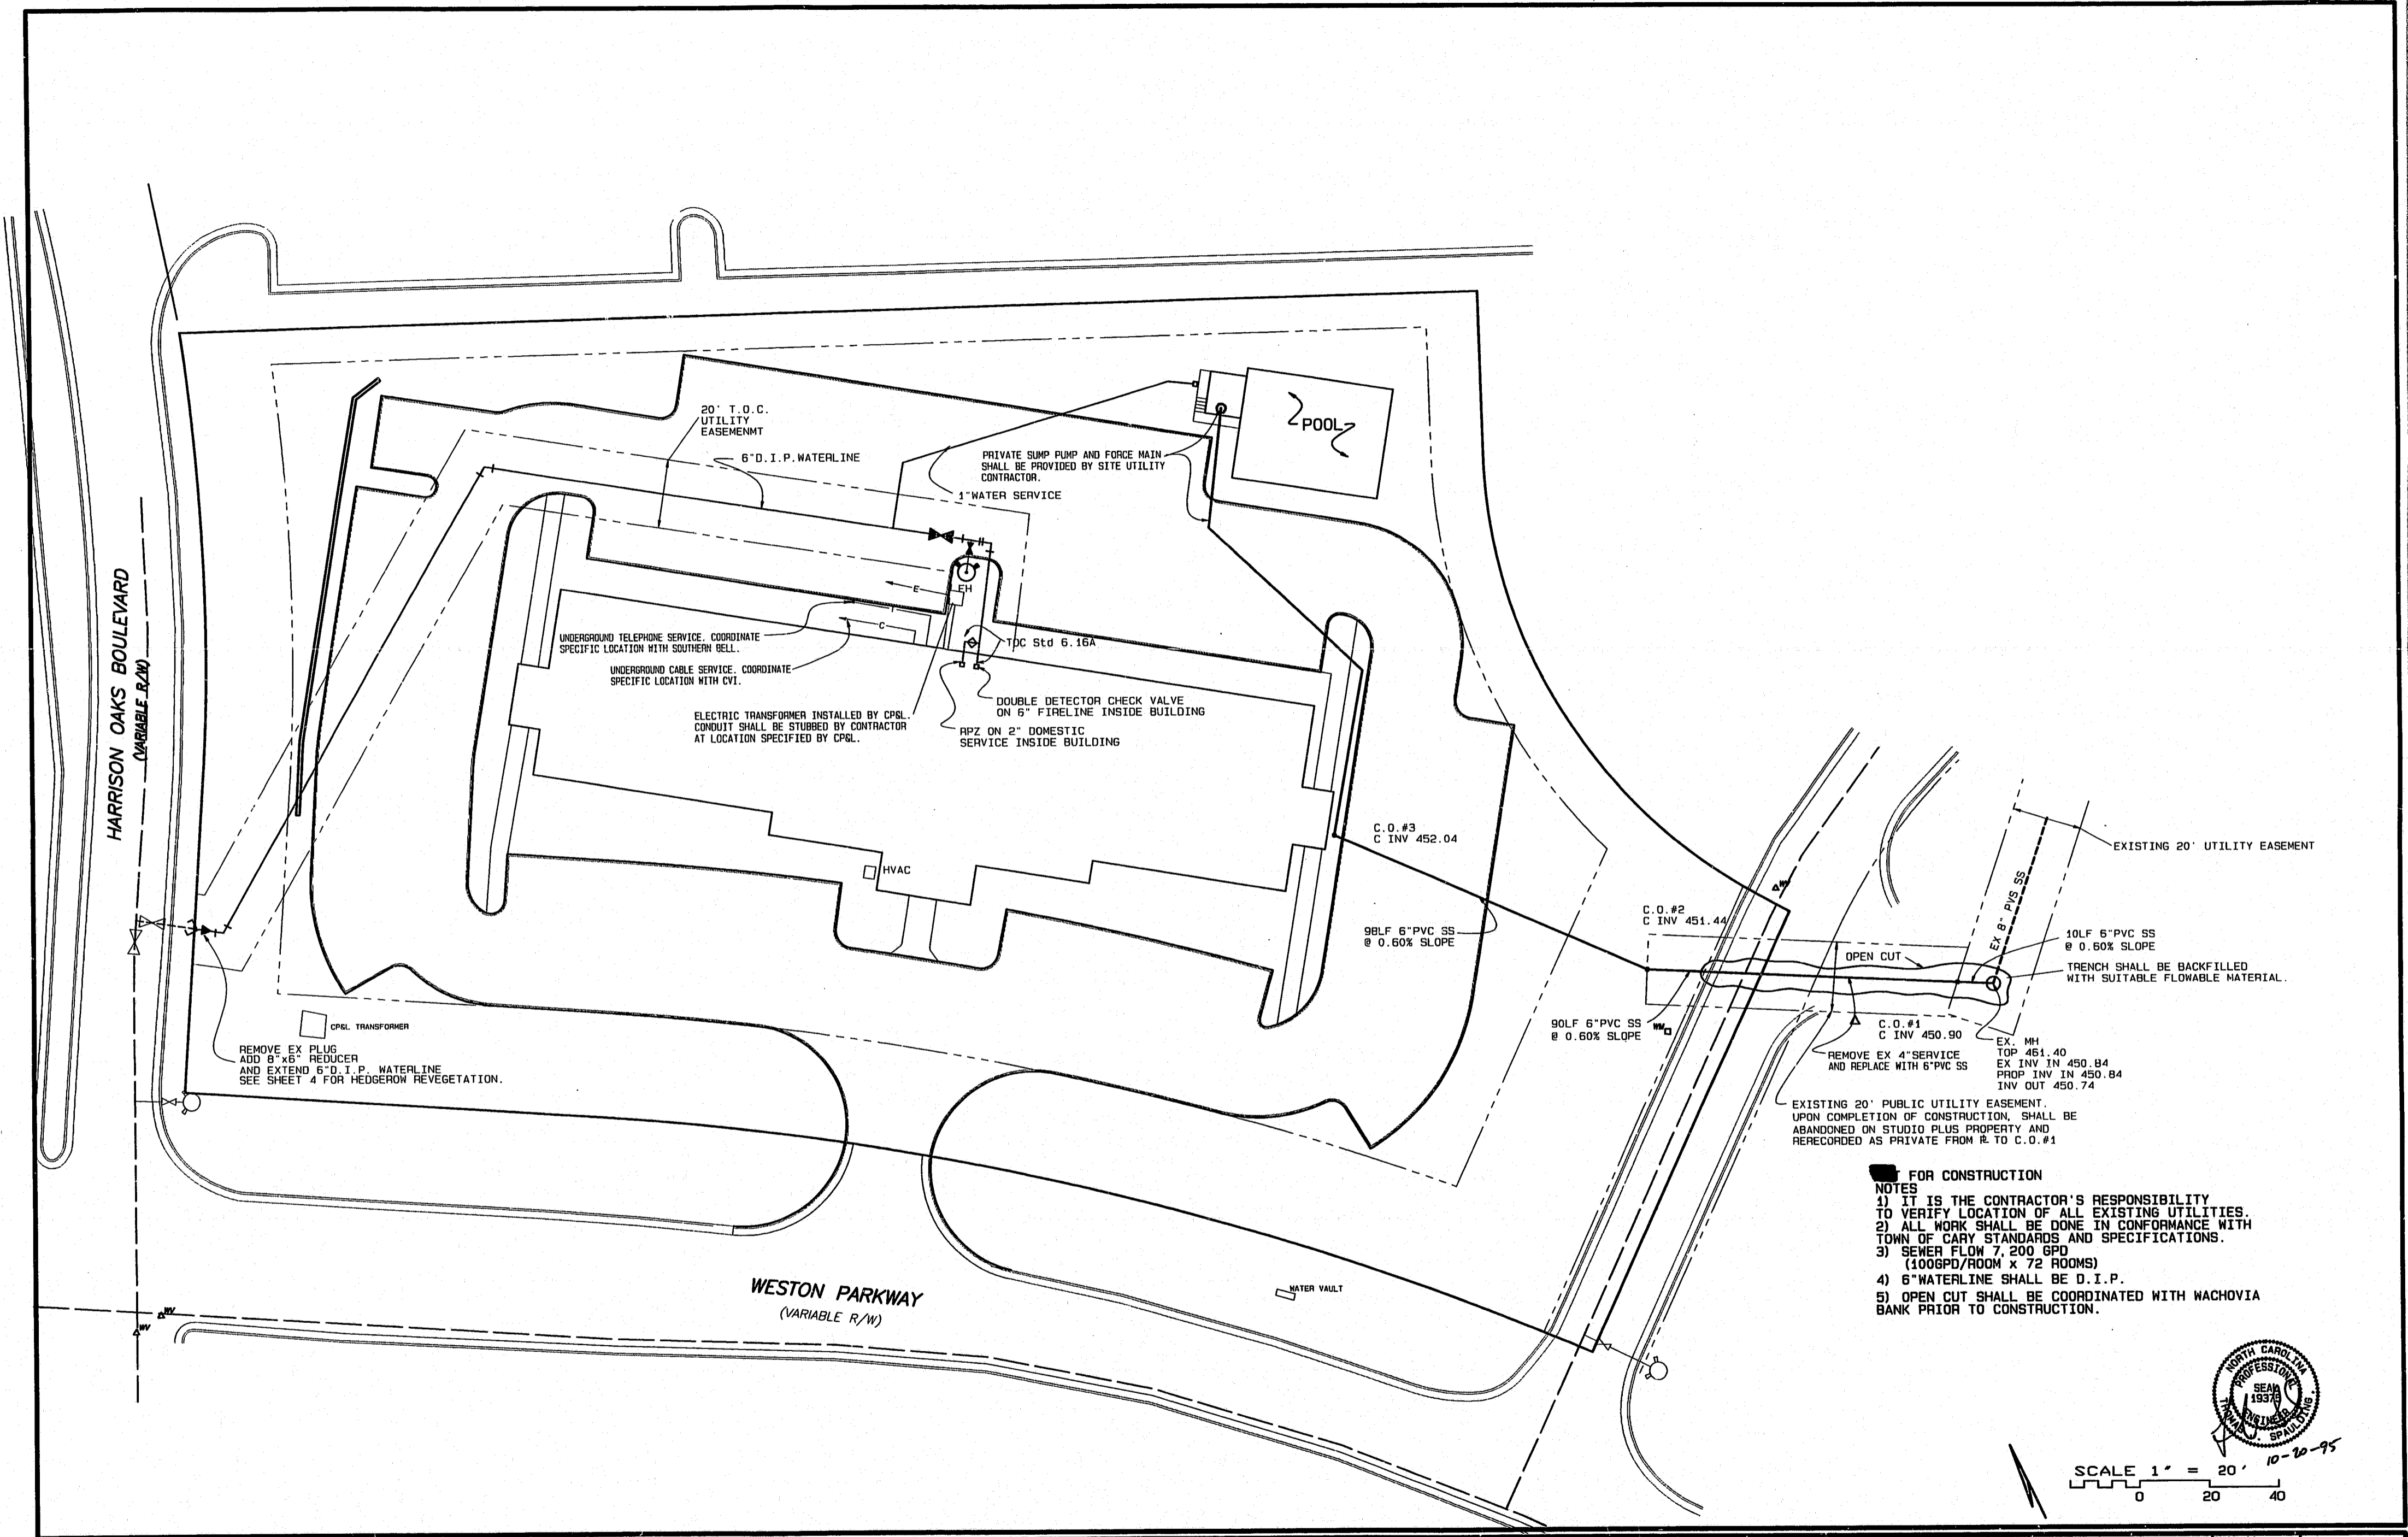 20' T.O.C.
UTILITY
EASEMENMT
6"D.I.P.WATERLINE
PRIVATE SUMP PUMP AND FORCE MAIN
SHALL BE PROVIDED BY SITE UTILITY
CONTRACTOR.
1"WATER SERVICE
POOL
HARRISON OAKS BOULEVARD
(VARIABLE R/W)
E
FH
T
C
TOC Std 6.16A
UNDERGROUND TELEPHONE SERVICE. COORDINATE
SPECIFIC LOCATION WITH SOUTHERN BELL.
UNDERGROUND CABLE SERVICE. COORDINATE
SPECIFIC LOCATION WITH CVI.
ELECTRIC TRANSFORMER INSTALLED BY CP&L.
CONDUIT SHALL BE STUBBED BY CONTRACTOR
AT LOCATION SPECIFIED BY CP&L.
DOUBLE DETECTOR CHECK VALVE
ON 6" FIRELINE INSIDE BUILDING
RPZ ON 2" DOMESTIC
SERVICE INSIDE BUILDING
C.O.#3
C INV 452.04
HVAC
98LF 6"PVC SS
@ 0.60% SLOPE
C.O.#2
C INV 451.44
WV
EXISTING 20' UTILITY EASEMENT
EX 8" PVS SS
10LF 6"PVC SS
@ 0.60% SLOPE
OPEN CUT
TRENCH SHALL BE BACKFILLED
WITH SUITABLE FLOWABLE MATERIAL.
90LF 6"PVC SS
@ 0.60% SLOPE
WM
C.O.#1
C INV 450.90
REMOVE EX 4"SERVICE
AND REPLACE WITH 6"PVC SS
EX. MH
TOP 461.40
EX INV IN 450.84
PROP INV IN 450.84
INV OUT 450.74
EXISTING 20' PUBLIC UTILITY EASEMENT.
UPON COMPLETION OF CONSTRUCTION, SHALL BE
ABANDONED ON STUDIO PLUS PROPERTY AND
RERECORDED AS PRIVATE FROM PL TO C.O.#1
CP&L TRANSFORMER
REMOVE EX PLUG
ADD 8"x6" REDUCER
AND EXTEND 6"D.I.P. WATERLINE
SEE SHEET 4 FOR HEDGEROW REVEGETATION.
FOR CONSTRUCTION
NOTES
1) IT IS THE CONTRACTOR'S RESPONSIBILITY
TO VERIFY LOCATION OF ALL EXISTING UTILITIES.
2) ALL WORK SHALL BE DONE IN CONFORMANCE WITH
TOWN OF CARY STANDARDS AND SPECIFICATIONS.
3) SEWER FLOW 7,200 GPD
(100GPD/ROOM x 72 ROOMS)
4) 6"WATERLINE SHALL BE D.I.P.
5) OPEN CUT SHALL BE COORDINATED WITH WACHOVIA
BANK PRIOR TO CONSTRUCTION.
WESTON PARKWAY
(VARIABLE R/W)
WATER VAULT
WV
WV
NORTH CAROLINA
PROFESSIONAL
SEAL
ENGINEER
SPAULDING
10-20-95
SCALE 1" = 20'
0 20 40